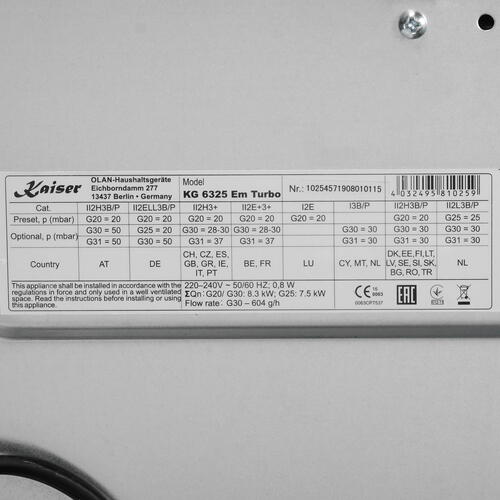 Kaiser
OLAN-Haushaltsgeräte
Eichborndamm 277
13437 Berlin • Germany
Model
KG 6325 Em Turbo
Nr.: 10254571908010115
4 032495 810259
Cat. II2H3B/P II2ELL3B/P II2H3+ II2E+3+ I2E I3B/P II2H3B/P II2L3B/P
Preset, p (mbar) G20 = 20 G20 = 20 G20 = 20 G20 = 20 G20 = 20 G20 = 20 G25 = 25
Optional, p (mbar) G30 = 50 G25 = 20 G30 = 28-30 G30 = 28-30 G30 = 30 G30 = 30 G30 = 30
G31 = 50 G31 = 50 G31 = 37 G31 = 37 G31 = 30 G31 = 30 G31 = 30
Country AT DE CH, CZ, ES, GB, GR, IE, IT, PT BE, FR LU CY, MT, NL DK,EE,FI,LT, LV, SE, SI, SK, BG, RO, TR NL
This appliance shall be installed in accordance with the
regulations in force and only used in a well ventilated
space. Read the instructions before installing or using
this appliance.
220–240V ~ 50/60 HZ; 0,8 W
ΣQn: G20/ G30: 8.3 kW; G25: 7.5 kW
Flow rate: G30 – 604 g/h
CE 15
0063
0063CP7537
EAC